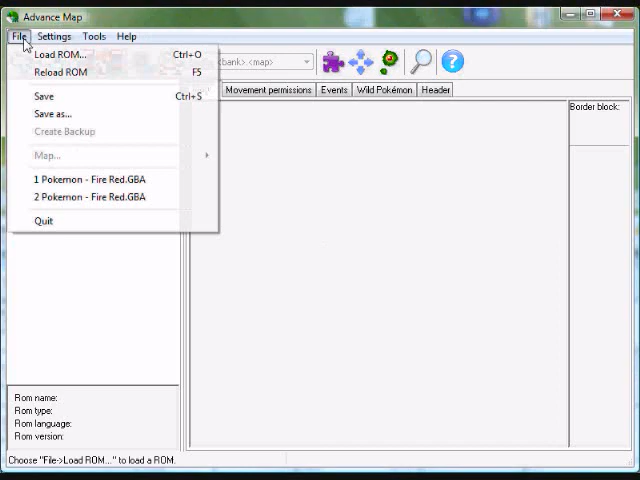 Advance Map
File Settings Tools Help
Load ROM... Ctrl+O
<bank>.<map>
Reload ROM F5
Movement permissions Events Wild Pokémon Header
Save Ctrl+S
Border block:
Save as...
Create Backup
Map...
1 Pokemon - Fire Red.GBA
2 Pokemon - Fire Red.GBA
Quit
Rom name:
Rom type:
Rom language:
Rom version:
Choose "File->Load ROM..." to load a ROM.